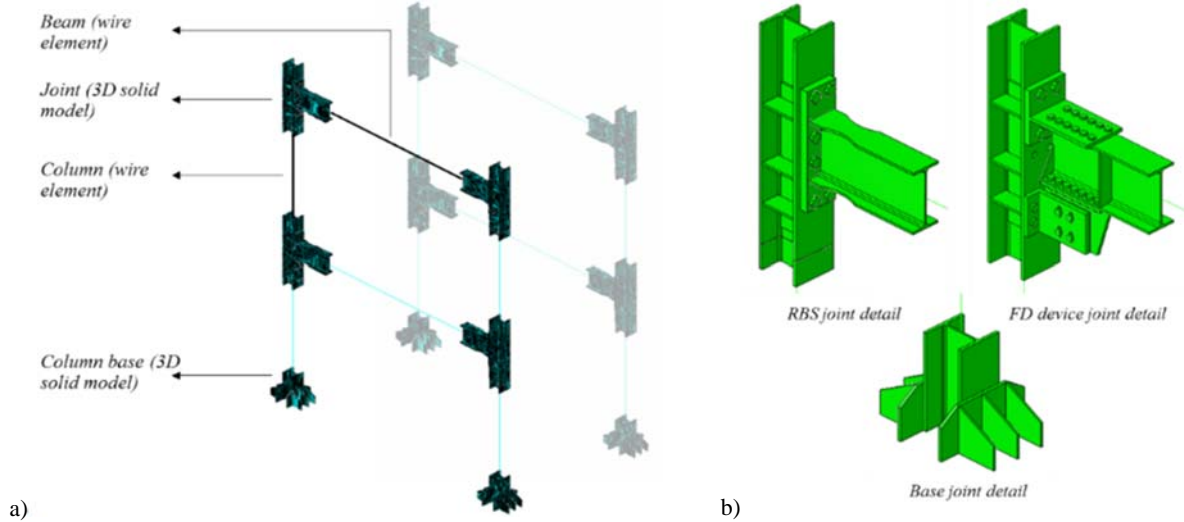 Beam (wire
element)
Joint (3D solid
model)
Column (wire
element)
Column base (3D
solid model)
a)
RBS joint detail
FD device joint detail
Base joint detail
b)